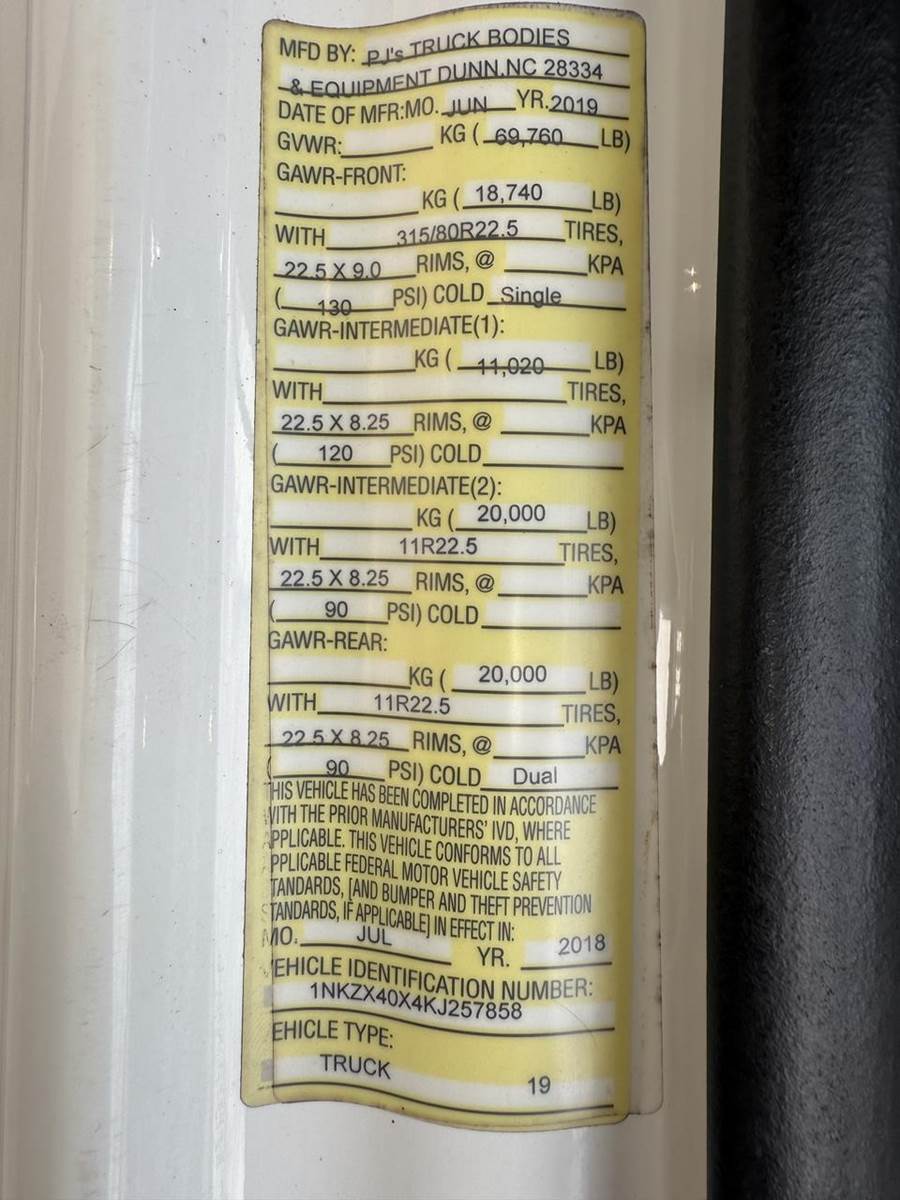 MFD BY: PJ's TRUCK BODIES
& EQUIPMENT DUNN.NC 28334
DATE OF MFR:MO. JUN YR. 2019
GVWR: KG ( 69,760 LB)
GAWR-FRONT:
KG ( 18,740 LB)
WITH 315/80R22.5 TIRES,
22.5 X 9.0 RIMS, @ KPA
( 130 PSI) COLD Single
GAWR-INTERMEDIATE(1):
KG ( 11,020 LB)
WITH TIRES,
22.5 X 8.25 RIMS, @ KPA
( 120 PSI) COLD
GAWR-INTERMEDIATE(2):
KG ( 20,000 LB)
WITH 11R22.5 TIRES,
22.5 X 8.25 RIMS, @ KPA
( 90 PSI) COLD
GAWR-REAR:
KG ( 20,000 LB)
WITH 11R22.5 TIRES,
22.5 X 8.25 RIMS, @ KPA
( 90 PSI) COLD Dual
THIS VEHICLE HAS BEEN COMPLETED IN ACCORDANCE
WITH THE PRIOR MANUFACTURERS' IVD, WHERE
APPLICABLE. THIS VEHICLE CONFORMS TO ALL
PPLICABLE FEDERAL MOTOR VEHICLE SAFETY
TANDARDS, [AND BUMPER AND THEFT PREVENTION
TANDARDS, IF APPLICABLE] IN EFFECT IN:
MO. JUL YR. 2018
VEHICLE IDENTIFICATION NUMBER:
1NKZX40X4KJ257858
EHICLE TYPE:
TRUCK 19